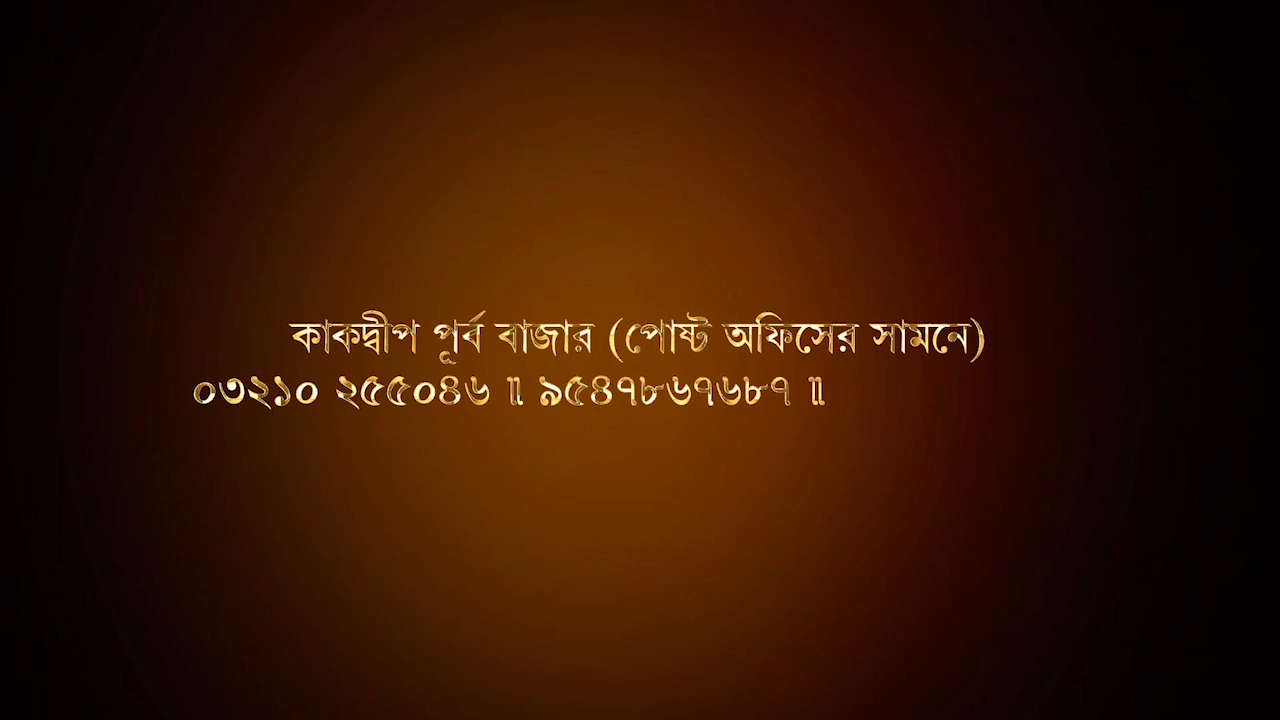 কাকদ্বীপ পূর্ব বাজার (পোষ্ট অফিসের সামনে)
০৩২১০ ২৫৫০৪৬ ॥ ৯৫৪৭৮৬৭৬৮৭ ॥